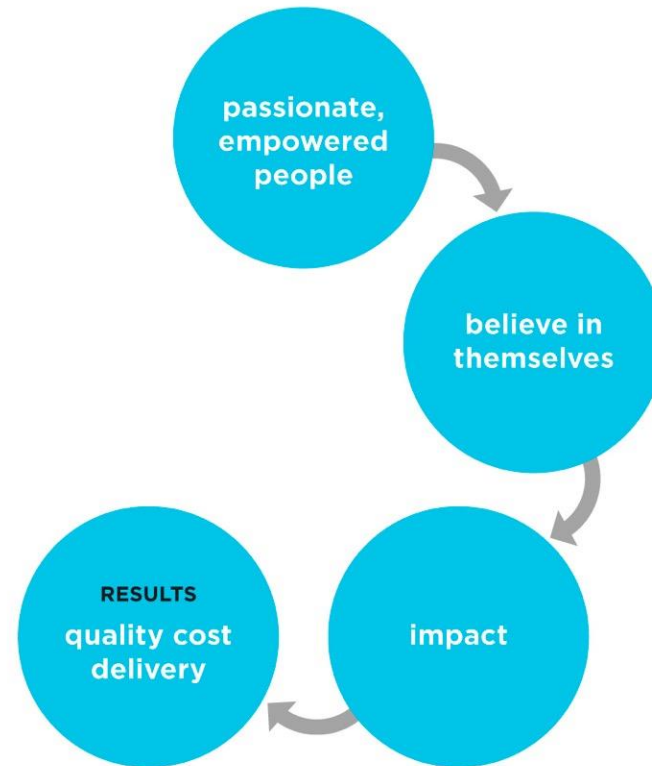 passionate,
empowered
people
believe in
themselves
impact
RESULTS
quality cost
delivery